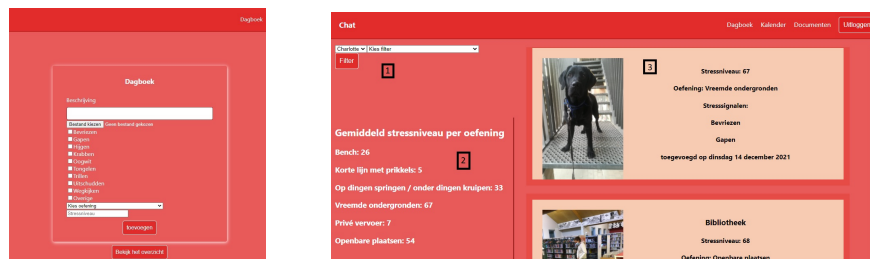 Dagboek
Dagboek
Beschrijving
Bestand kiezen Geen bestand gekozen
Bevriezen
Gapen
Hijgen
Krabben
Oogwit
Tongelen
Trillen
Uitschudden
Wegkijken
Overige
Kies oefening
Stressniveau
toevoegen
Bekijk het overzicht
Chat
Dagboek Kalender Documenten Uitloggen
Charlotte Kies filter
Filter
1
Gemiddeld stressniveau per oefening
Bench: 26
2
Korte lijn met prikkels: 5
Op dingen springen / onder dingen kruipen: 33
Vreemde ondergronden: 67
Privé vervoer: 7
Openbare plaatsen: 54
3
Stressniveau: 67
Oefening: Vreemde ondergronden
Stresssignalen:
Bevriezen
Gapen
toegevoegd op dinsdag 14 december 2021
Bibliotheek
Stressniveau: 68
Oefening: Openbare plaatsen